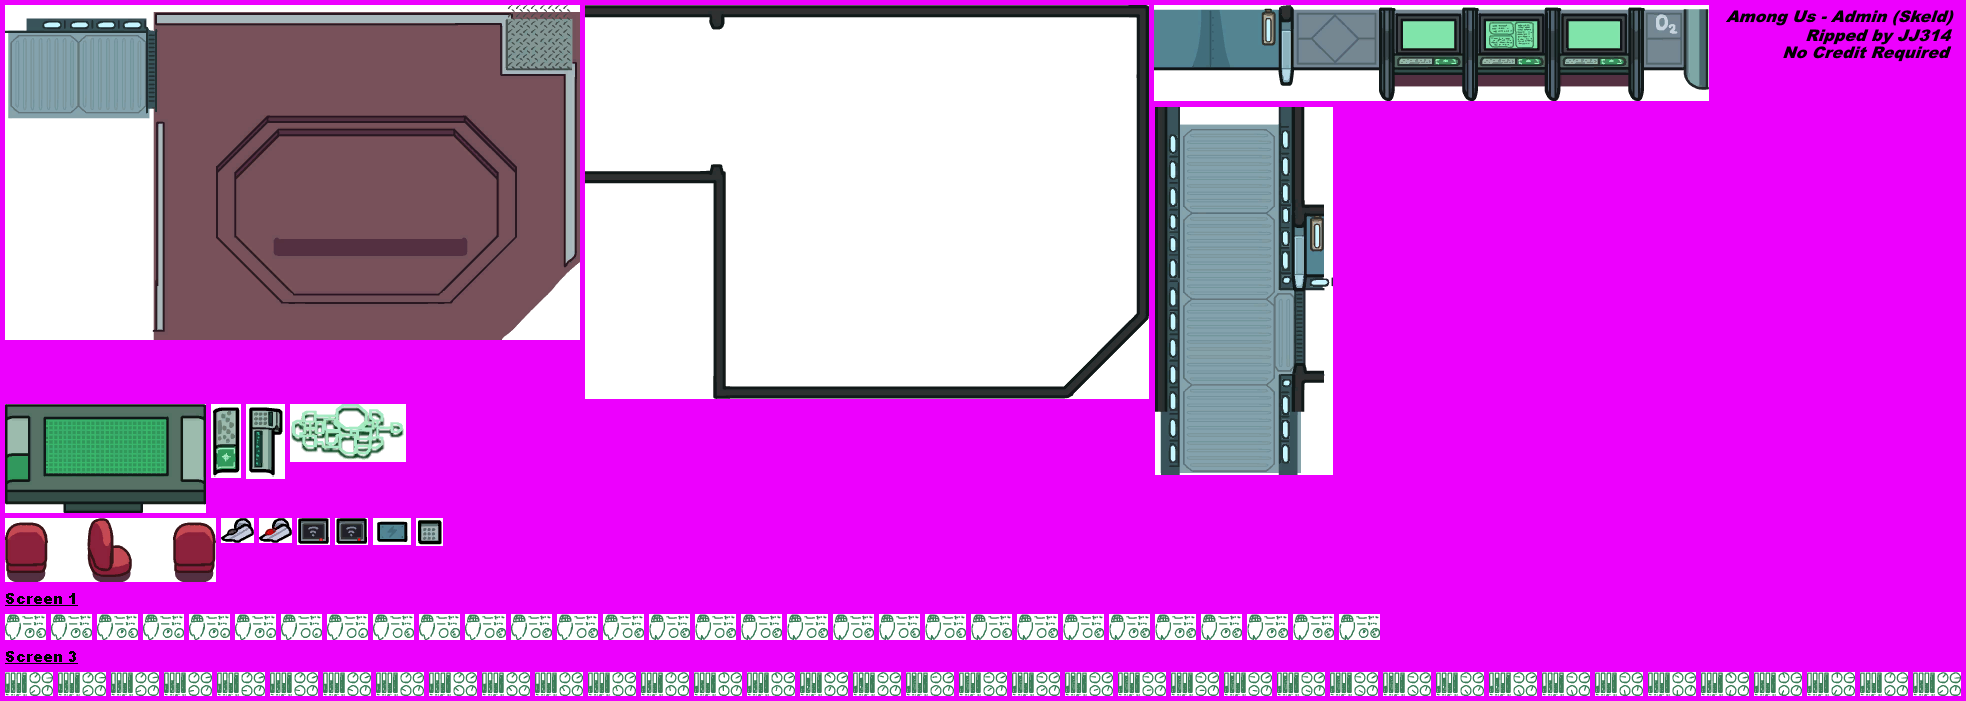 Among Us - Admin (Skeld)
Ripped by JJ314
No Credit Required
O2
Screen 1
Screen 3